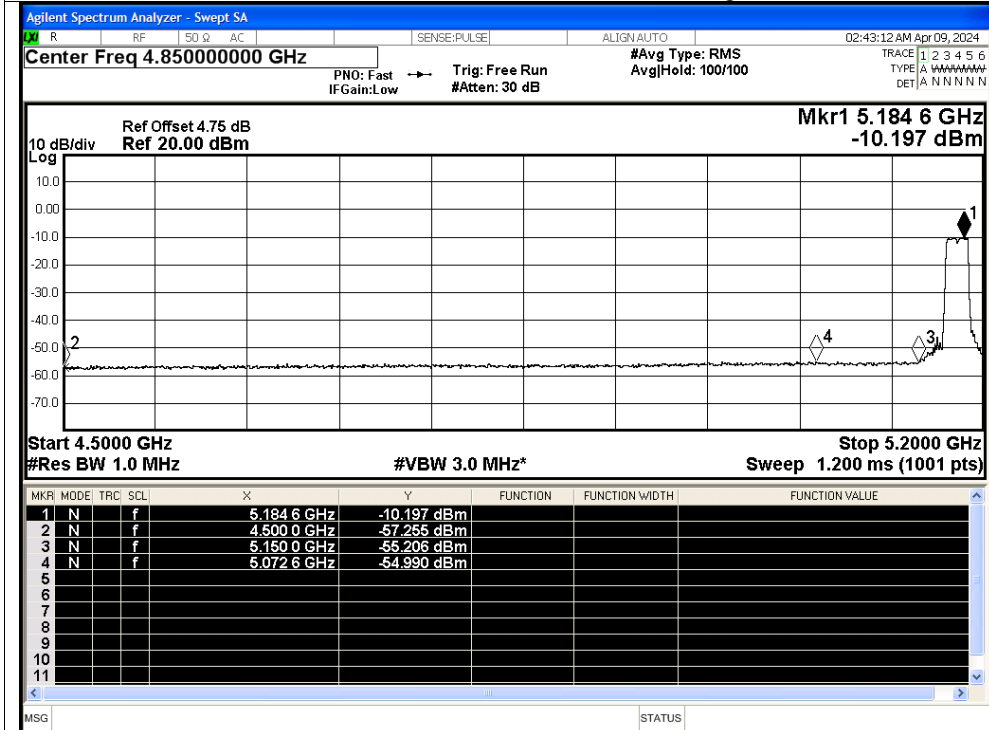 Agilent Spectrum Analyzer - Swept SA
LXI R RF 50 Ω AC SENSE:PULSE ALIGN AUTO 02:43:12 AM Apr 09, 2024
Center Freq 4.850000000 GHz #Avg Type: RMS TRACE 1 2 3 4 5 6
PNO: Fast Trig: Free Run Avg|Hold: 100/100 TYPE A WWWWW
IFGain:Low #Atten: 30 dB DET A N N N N N
Mkr1 5.184 6 GHz
Ref Offset 4.75 dB
10 dB/div Ref 20.00 dBm -10.197 dBm
Log
10.0
0.00
1
-10.0
-20.0
-30.0
-40.0
2 4 3
-50.0
-60.0
-70.0
Start 4.5000 GHz Stop 5.2000 GHz
#Res BW 1.0 MHz #VBW 3.0 MHz* Sweep 1.200 ms (1001 pts)
MKR MODE TRC SCL X Y FUNCTION FUNCTION WIDTH FUNCTION VALUE
1 N f 5.184 6 GHz -10.197 dBm
2 N f 4.500 0 GHz -57.255 dBm
3 N f 5.150 0 GHz -55.206 dBm
4 N f 5.072 6 GHz -54.990 dBm
5
6
7
8
9
10
11
MSG STATUS